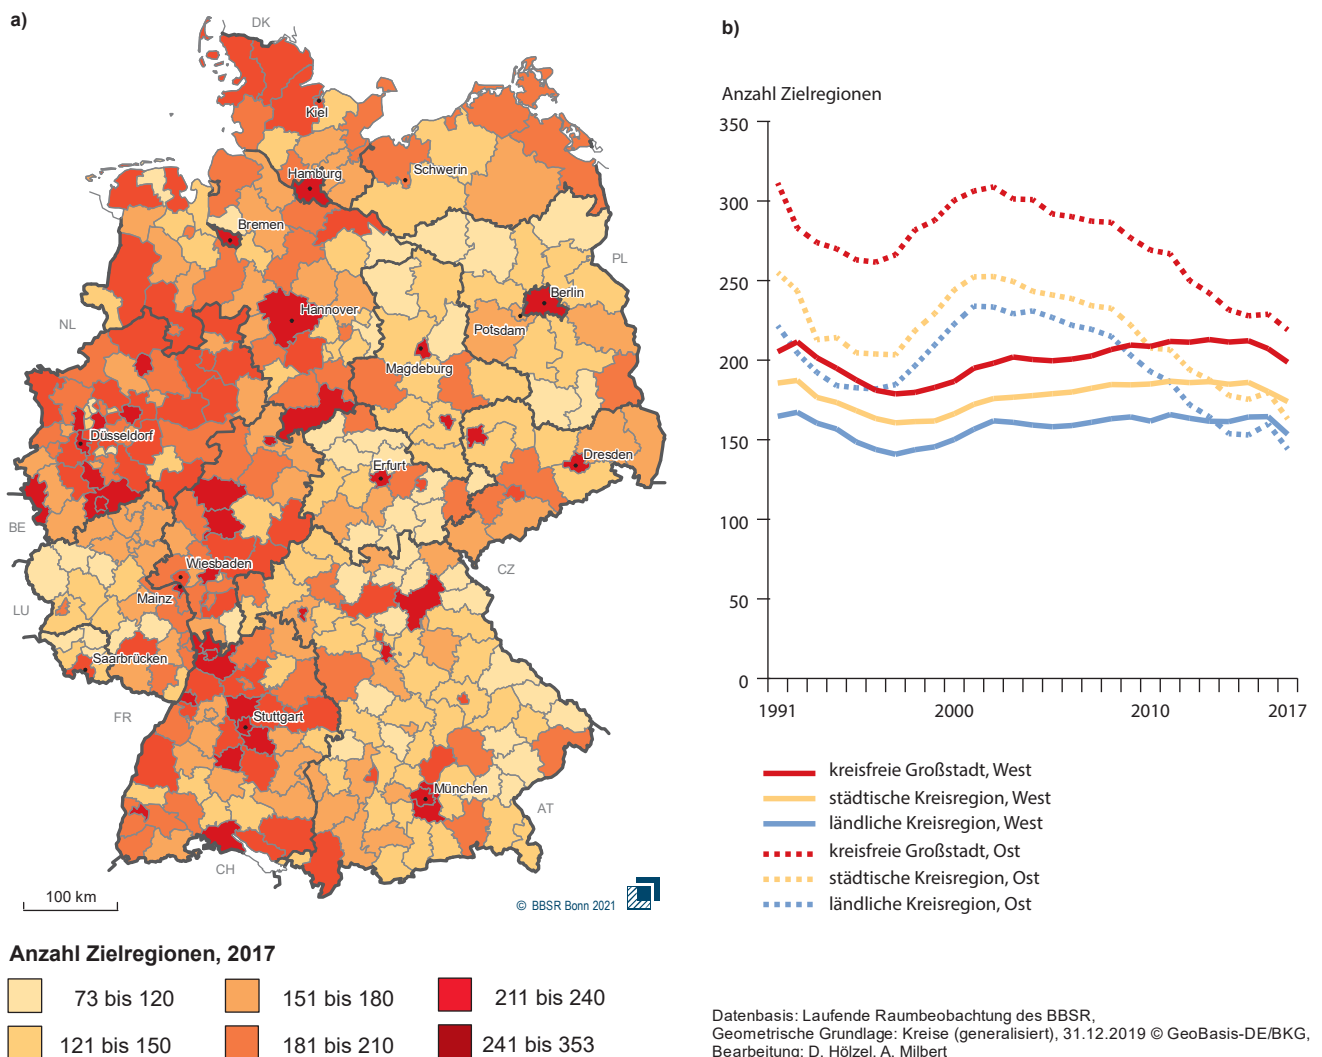 a)
DK
Kiel
Schwerin
Hamburg
Bremen
PL
Berlin
Hannover
NL
Potsdam
Magdeburg
Düsseldorf
Dresden
Erfurt
BE
Wiesbaden
CZ
Mainz
LU
Saarbrücken
FR
Stuttgart
München
AT
CH
100 km
© BBSR Bonn 2021
Anzahl Zielregionen, 2017
73 bis 120
151 bis 180
211 bis 240
121 bis 150
181 bis 210
241 bis 353
b)
Anzahl Zielregionen
350
300
250
200
150
100
50
0
1991
2000
2010
2017
kreisfreie Großstadt, West
städtische Kreisregion, West
ländliche Kreisregion, West
kreisfreie Großstadt, Ost
städtische Kreisregion, Ost
ländliche Kreisregion, Ost
Datenbasis: Laufende Raumbeobachtung des BBSR,
Geometrische Grundlage: Kreise (generalisiert), 31.12.2019 © GeoBasis-DE/BKG,
Bearbeitung: D. Hölzel, A. Milbert